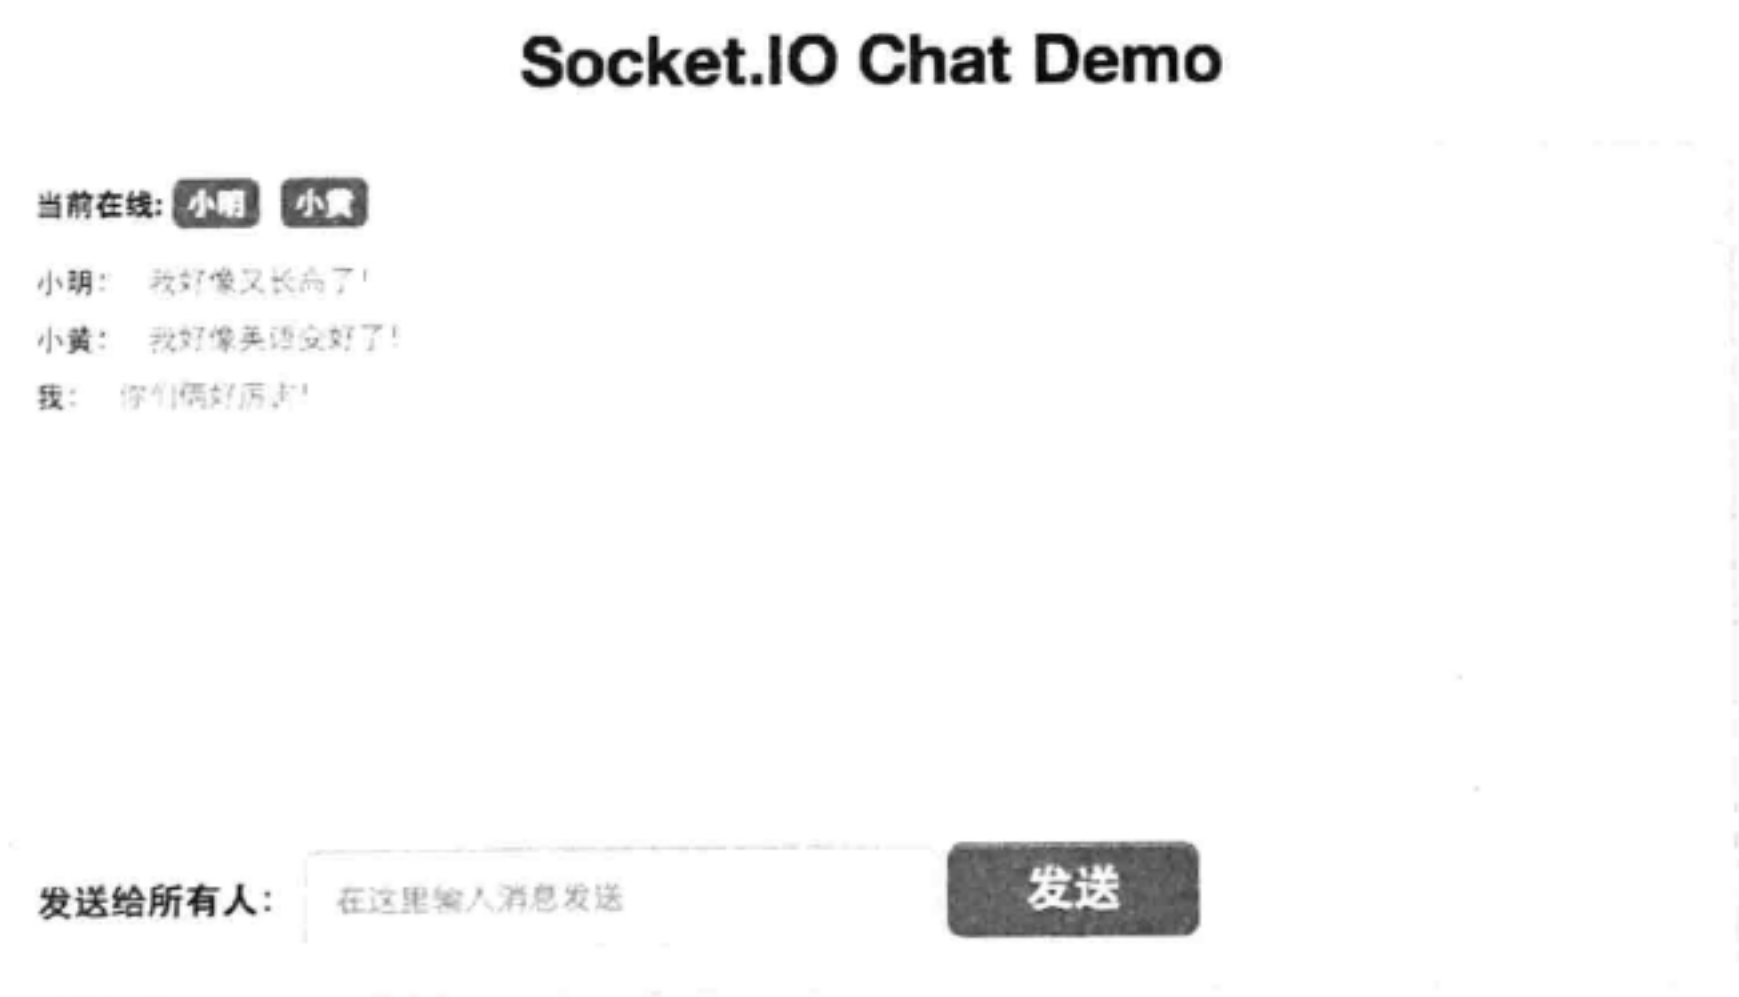 Socket.IO Chat Demo
当前在线: 小明 小黄
小明： 我好像又长高了!
小黄： 我好像英语变好了!
我： 你们俩好厉害!
发送给所有人： 在这里输入消息发送 发送